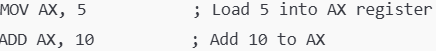 MOV AX, 5            ; Load 5 into AX register
ADD AX, 10           ; Add 10 to AX